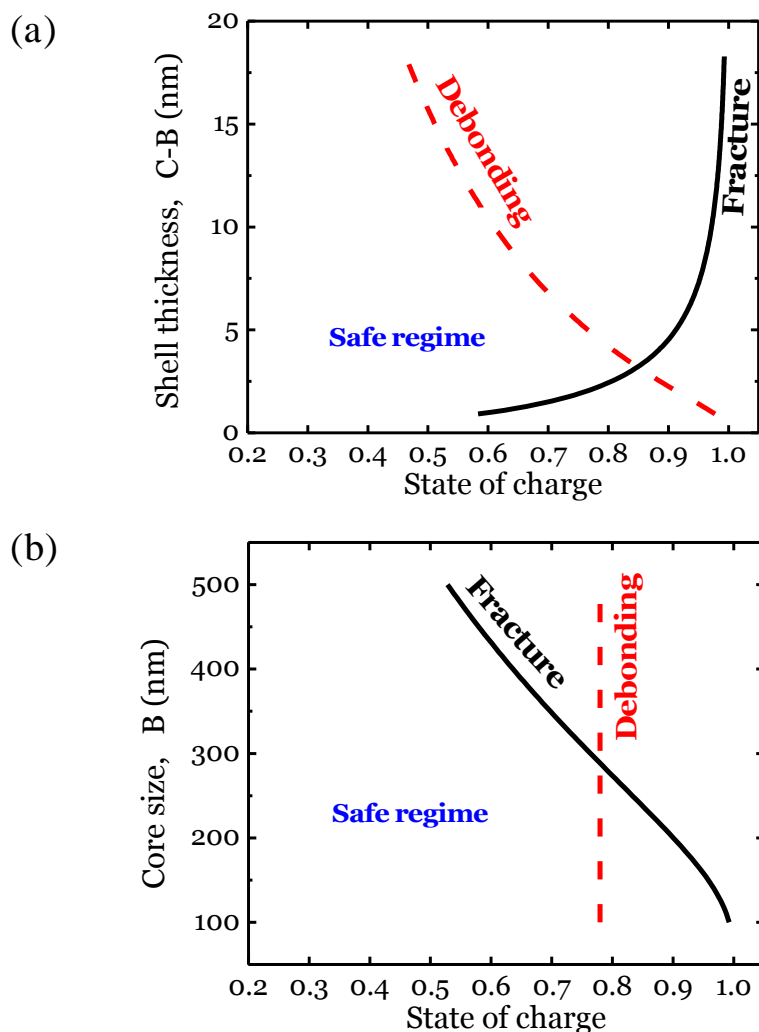 (a)
Shell thickness, C-B (nm)
20
15
10
5
0
Debonding
Fracture
Safe regime
0.2 0.3 0.4 0.5 0.6 0.7 0.8 0.9 1.0
State of charge
(b)
Core size, B (nm)
500
400
300
200
100
Fracture
Debonding
Safe regime
0.2 0.3 0.4 0.5 0.6 0.7 0.8 0.9 1.0
State of charge